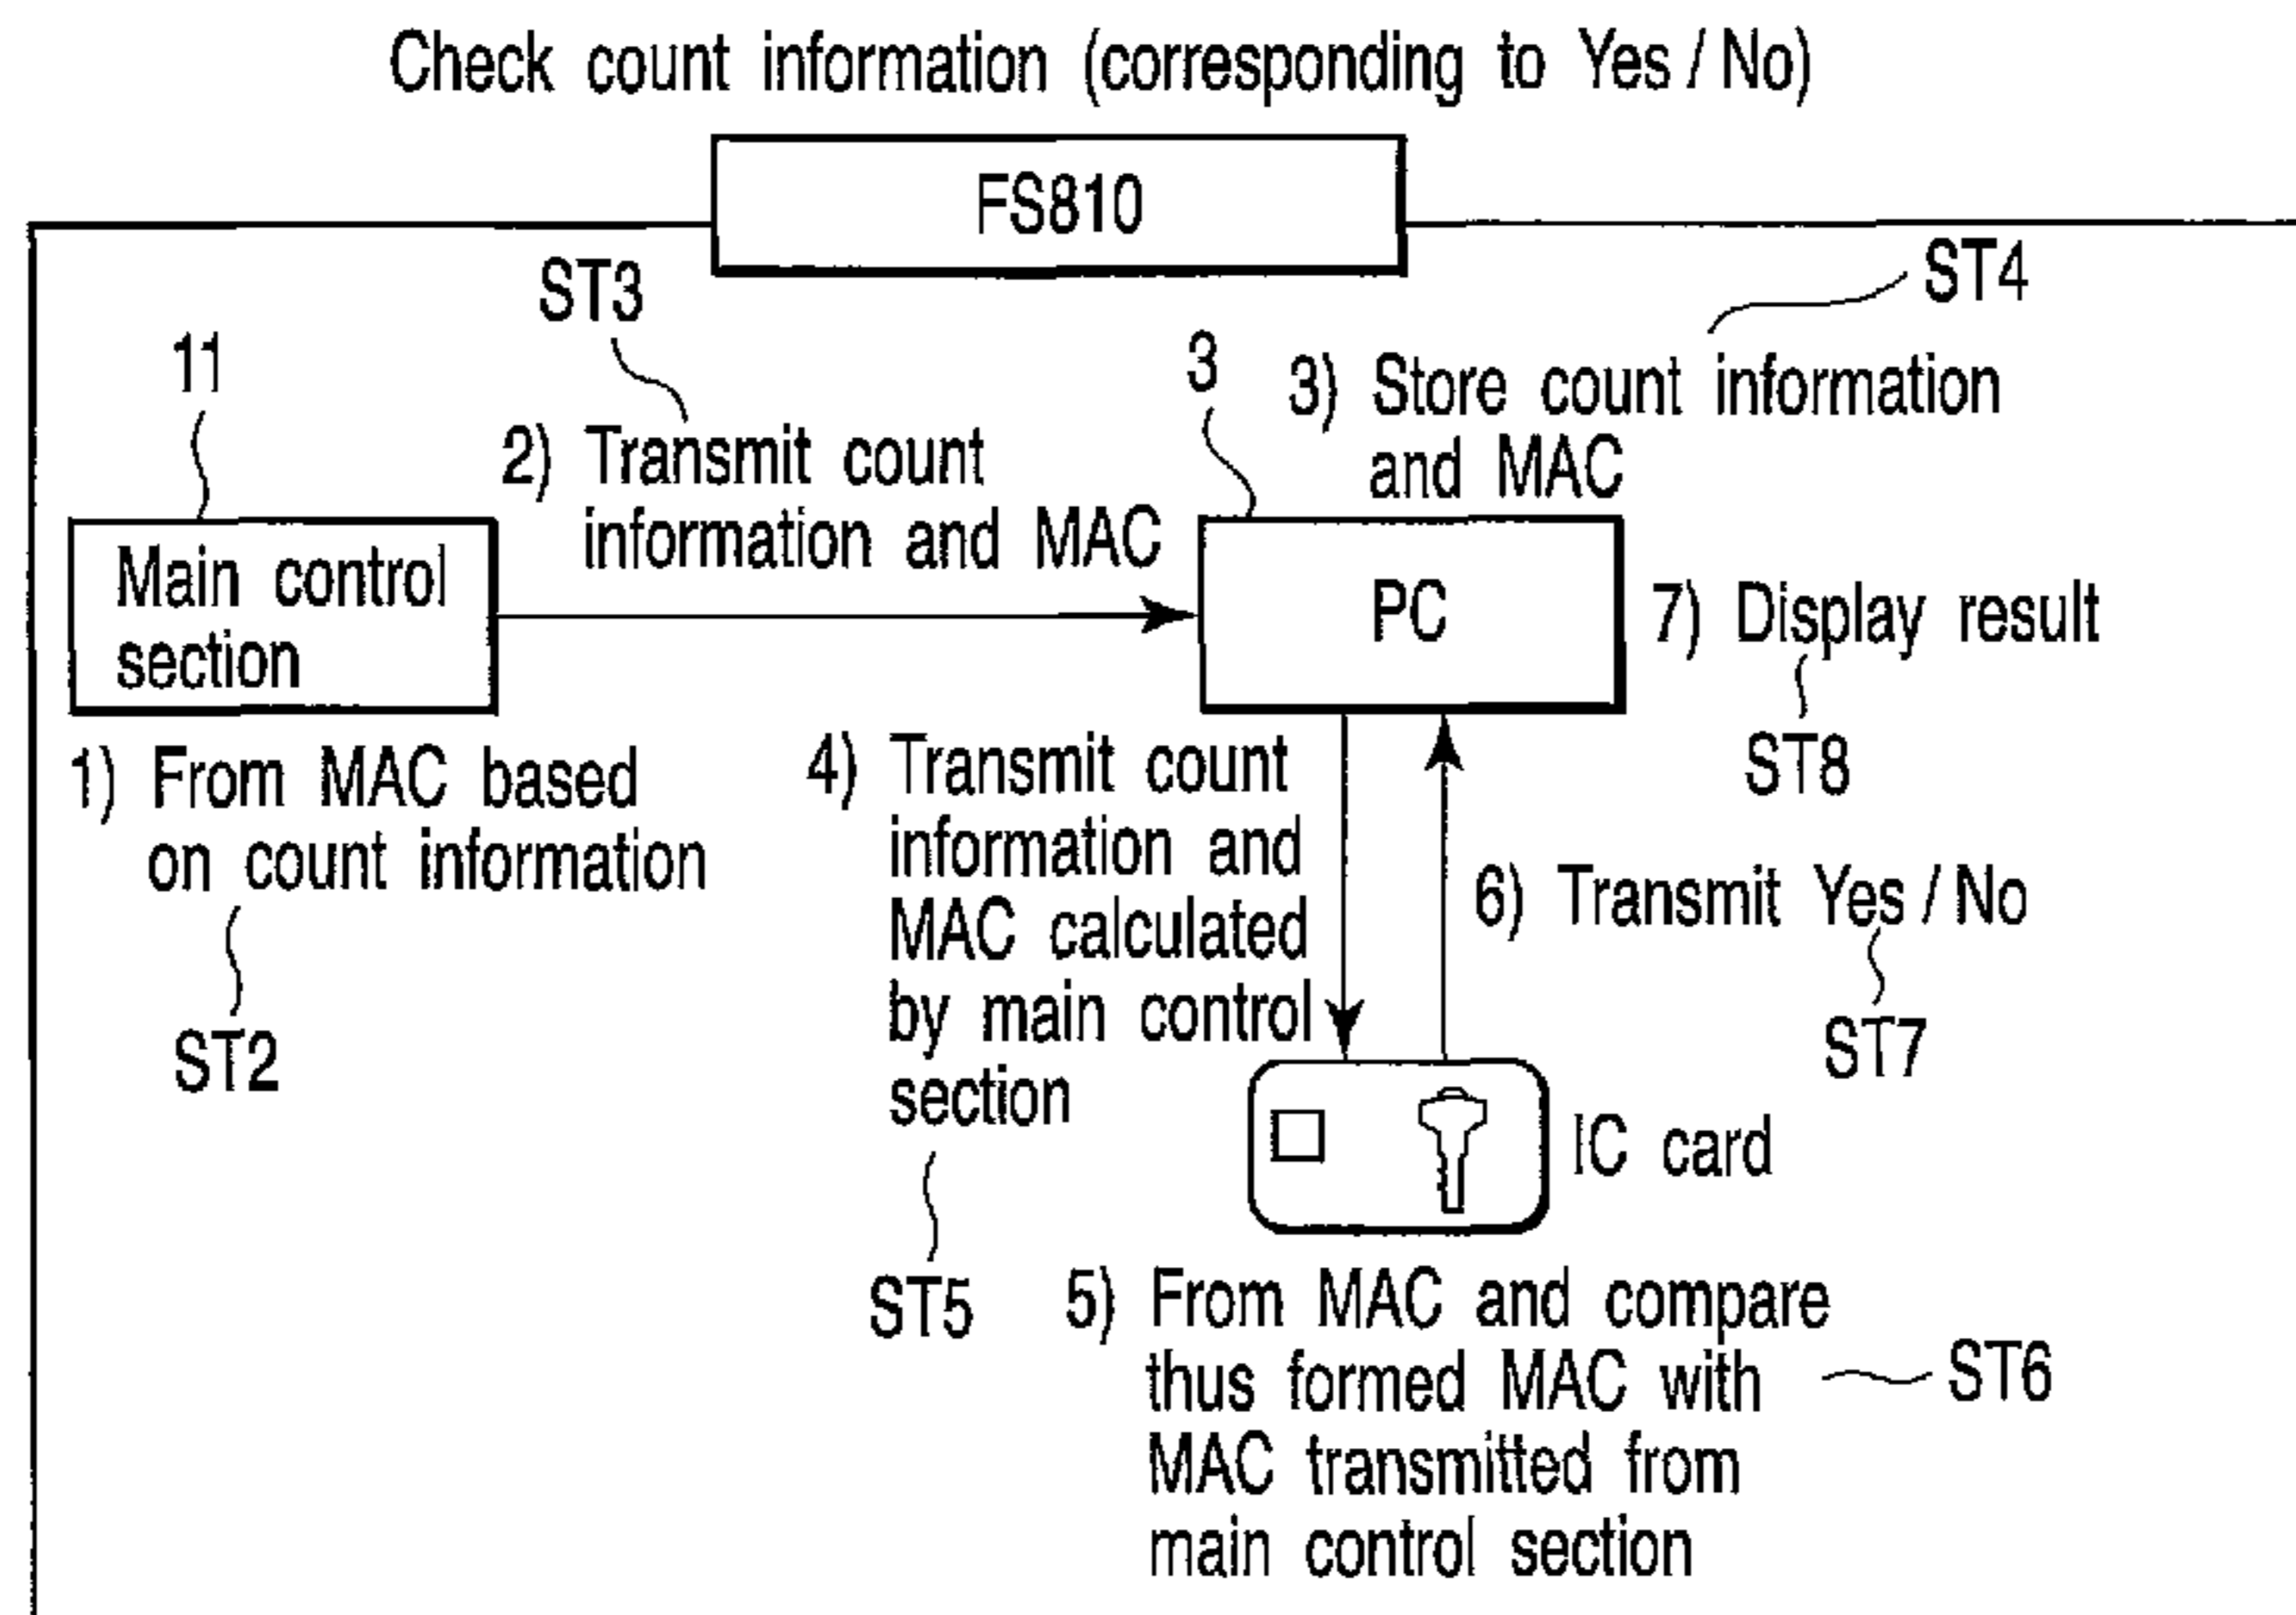 Check count information (corresponding to Yes / No)
FS810
ST3
ST4
11
3
3) Store count information
and MAC
2) Transmit count
information and MAC
Main control
section
PC
7) Display result
ST8
1) From MAC based
on count information
ST2
4) Transmit count
information and
MAC calculated
by main control
section
ST5
6) Transmit Yes / No
ST7
IC card
5) From MAC and compare
thus formed MAC with
MAC transmitted from
main control section
ST6